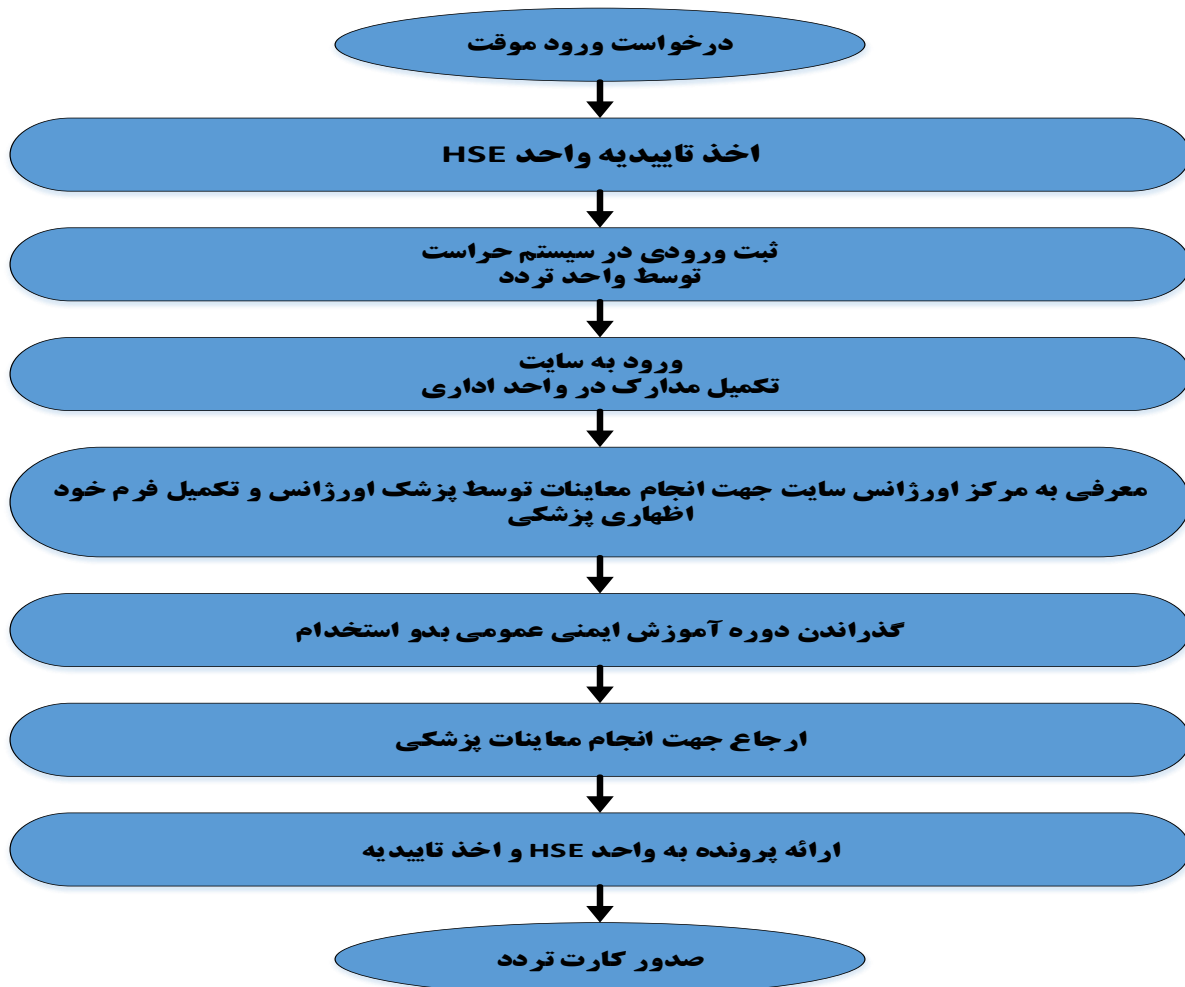 درخواست ورود موقت
اخذ تاییدیه واحد HSE
ثبت ورودی در سیستم حراست
توسط واحد تردد
ورود به سایت
تکمیل مدارک در واحد اداری
معرفی به مرکز اورژانس سایت جهت انجام معاینات توسط پزشک اورژانس و تکمیل فرم خود
اظهاری پزشکی
گذراندن دوره آموزش ایمنی عمومی بدو استخدام
ارجاع جهت انجام معاینات پزشکی
ارائه پرونده به واحد HSE و اخذ تاییدیه
صدور کارت تردد